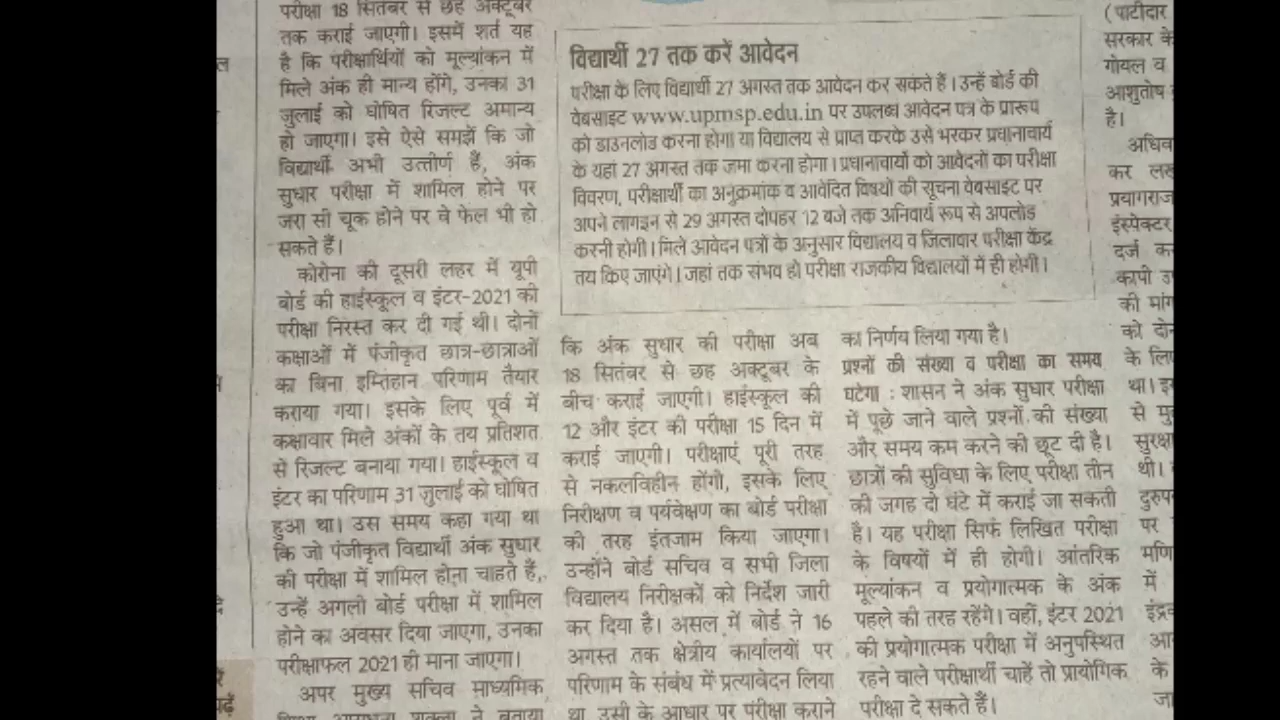 परीक्षा 18 सितंबर से छह अक्टूबर
तक कराई जाएगी। इसमें शर्त यह
है कि परीक्षार्थियों को मूल्यांकन में
मिले अंक ही मान्य होंगे, उनका 31
जुलाई को घोषित रिजल्ट अमान्य
हो जाएगा। इसे ऐसे समझें कि जो
विद्यार्थी अभी उत्तीर्ण हैं, अंक
सुधार परीक्षा में शामिल होने पर
जरा सी चूक होने पर वे फेल भी हो
सकते हैं।
कोरोना की दूसरी लहर में यूपी
बोर्ड की हाईस्कूल व इंटर-2021 की
परीक्षा निरस्त कर दी गई थी। दोनों
कक्षाओं में पंजीकृत छात्र-छात्राओं
का बिना इम्तिहान परिणाम तैयार
कराया गया। इसके लिए पूर्व में
कक्षावार मिले अंकों के तय प्रतिशत
से रिजल्ट बनाया गया। हाईस्कूल व
इंटर का परिणाम 31 जुलाई को घोषित
हुआ था। उस समय कहा गया था
कि जो पंजीकृत विद्यार्थी अंक सुधार
की परीक्षा में शामिल होना चाहते हैं,
उन्हें अगली बोर्ड परीक्षा में शामिल
होने का अवसर दिया जाएगा, उनका
परीक्षाफल 2021 ही माना जाएगा।
अपर मुख्य सचिव माध्यमिक
शुक्ला ने बताया
विद्यार्थी 27 तक करें आवेदन
परीक्षा के लिए विद्यार्थी 27 अगस्त तक आवेदन कर सकते हैं। उन्हें बोर्ड की
वेबसाइट www.upmsp.edu.in पर उपलब्ध आवेदन पत्र के प्रारूप
को डाउनलोड करना होगा या विद्यालय से प्राप्त करके उसे भरकर प्रधानाचार्य
के यहां 27 अगस्त तक जमा करना होगा। प्रधानाचार्यों को आवेदनों का परीक्षा
विवरण, परीक्षार्थी का अनुक्रमांक व आवेदित विषयों की सूचना वेबसाइट पर
अपने लागइन से 29 अगस्त दोपहर 12 बजे तक अनिवार्य रूप से अपलोड
करनी होगी। मिले आवेदन पत्रों के अनुसार विद्यालय व जिलावार परीक्षा केंद्र
तय किए जाएंगे। जहां तक संभव हो परीक्षा राजकीय विद्यालयों में ही होगी।
कि अंक सुधार की परीक्षा अब
18 सितंबर से छह अक्टूबर के
बीच कराई जाएगी। हाईस्कूल की
12 और इंटर की परीक्षा 15 दिन में
कराई जाएगी। परीक्षाएं पूरी तरह
से नकलविहीन होंगी, इसके लिए
निरीक्षण व पर्यवेक्षण का बोर्ड परीक्षा
की तरह इंतजाम किया जाएगा।
उन्होंने बोर्ड सचिव व सभी जिला
विद्यालय निरीक्षकों को निर्देश जारी
कर दिया है। असल में बोर्ड ने 16
अगस्त तक क्षेत्रीय कार्यालयों पर
परिणाम के संबंध में प्रत्यावेदन लिया
था उसी के आधार पर परीक्षा कराने
का निर्णय लिया गया है।
प्रश्नों की संख्या व परीक्षा का समय
घटेगा : शासन ने अंक सुधार परीक्षा
में पूछे जाने वाले प्रश्नों की संख्या
और समय कम करने की छूट दी है।
छात्रों की सुविधा के लिए परीक्षा तीन
की जगह दो घंटे में कराई जा सकती
है। यह परीक्षा सिर्फ लिखित परीक्षा
के विषयों में ही होगी। आंतरिक
मूल्यांकन व प्रयोगात्मक के अंक
पहले की तरह रहेंगे। वहीं, इंटर 2021
की प्रयोगात्मक परीक्षा में अनुपस्थित
रहने वाले परीक्षार्थी चाहें तो प्रायोगिक
परीक्षा दे सकते हैं।
(पाटीदार
सरकार के
गोयल व
आशुतोष
है।
अधिव
कर लख
प्रयागराज
इंस्पेक्टर
दर्ज कर
कापी उ
की मांग
को दोन
के लिए
था। इस
से मु
सुरक्षा
थी।
दुरुप
पर
मणि
में
इंद्रव
आ
के